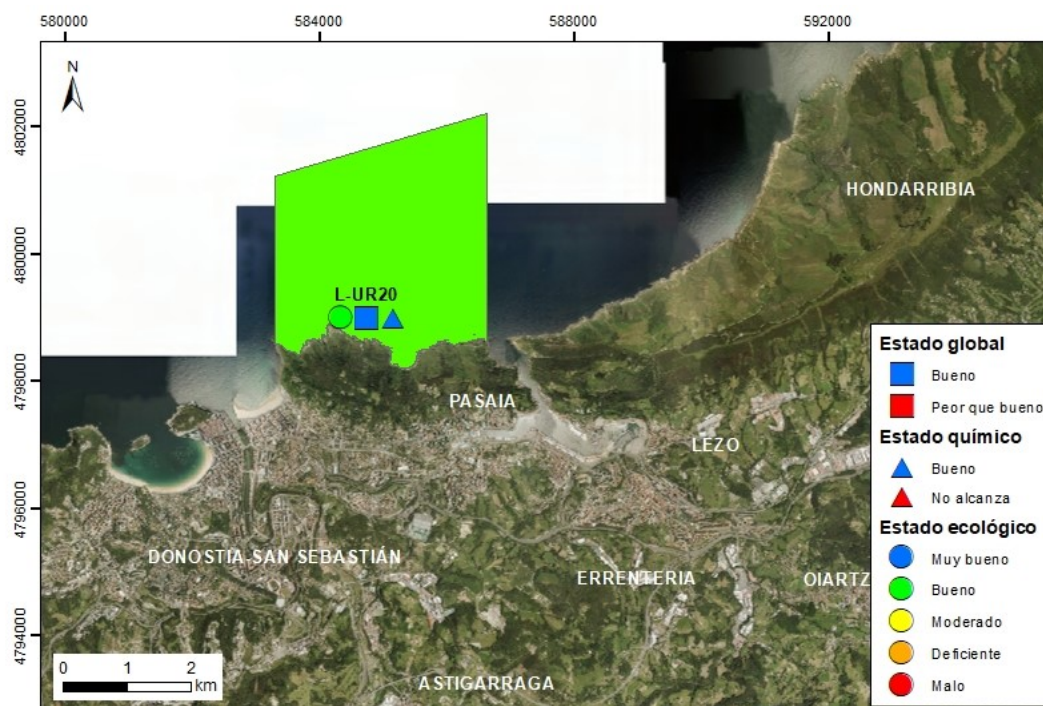 580000
584000
588000
592000
N
4802000
4800000
4798000
4796000
4794000
HONDARRIBIA
L-UR20
PASAIA
LEZO
DONOSTIA-SAN SEBASTIÁN
ERRENTERIA
OIARTZ
ASTIGARRAGA
0 1 2
km
Estado global
Bueno
Peor que bueno
Estado químico
Bueno
No alcanza
Estado ecológico
Muy bueno
Bueno
Moderado
Deficiente
Malo